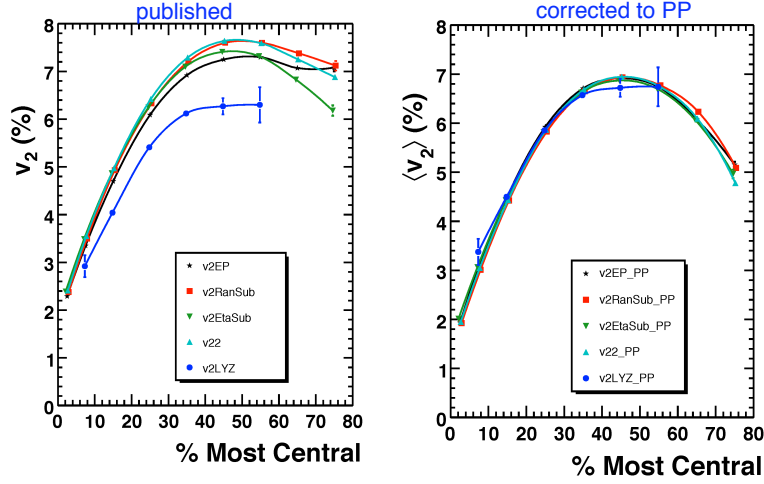 published
8
7
6
5
4
3
2
1
0
v2 (%)
v2EP
v2RanSub
v2EtaSub
v22
v2LYZ
0 10 20 30 40 50 60 70 80
% Most Central
corrected to PP
8
7
6
5
4
3
2
1
0
⟨v2⟩ (%)
v2EP_PP
v2RanSub_PP
v2EtaSub_PP
v22_PP
v2LYZ_PP
0 10 20 30 40 50 60 70 80
% Most Central